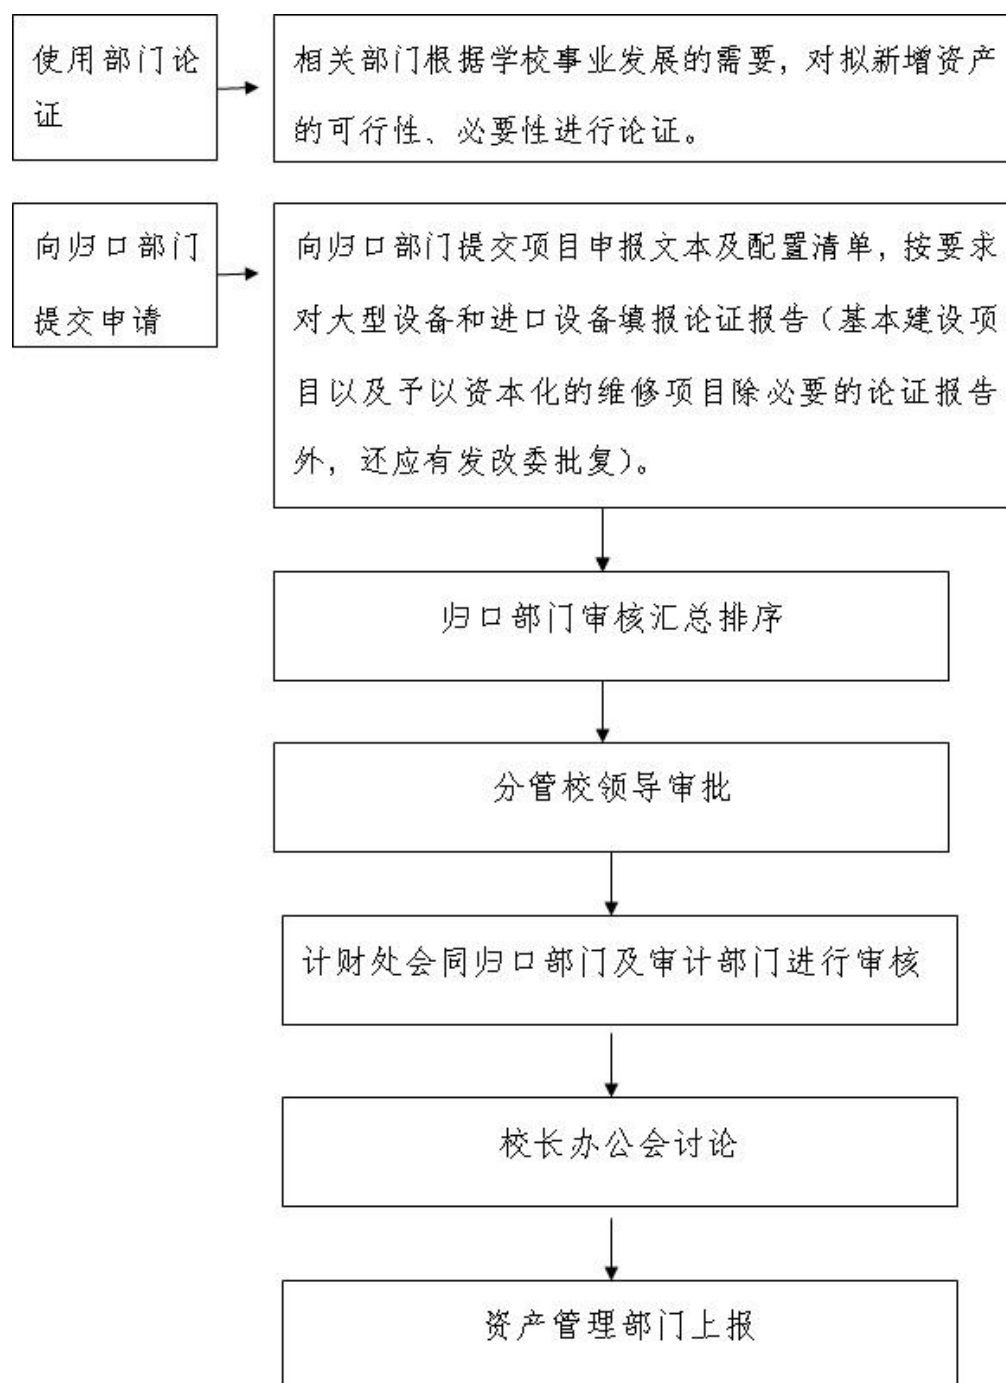 使用部门论
证
相关部门根据学校事业发展的需要，对拟新增资产
的可行性、必要性进行论证。
向归口部门
提交申请
向归口部门提交项目申报文本及配置清单，按要求
对大型设备和进口设备填报论证报告（基本建设项
目以及予以资本化的维修项目除必要的论证报告
外，还应有发改委批复）。
归口部门审核汇总排序
分管校领导审批
计财处会同归口部门及审计部门进行审核
校长办公会讨论
资产管理部门上报